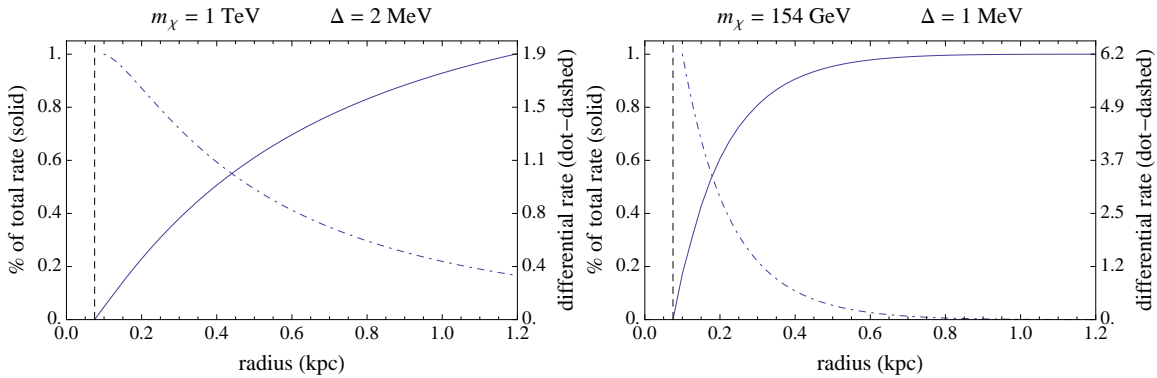 m_χ = 1 TeV Δ = 2 MeV
% of total rate (solid)
1.
0.8
0.6
0.4
0.2
0.
0.0 0.2 0.4 0.6 0.8 1.0 1.2
radius (kpc)
1.9
1.5
1.1
0.8
0.4
0.
differential rate (dot−dashed)
m_χ = 154 GeV Δ = 1 MeV
% of total rate (solid)
1.
0.8
0.6
0.4
0.2
0.
0.0 0.2 0.4 0.6 0.8 1.0 1.2
radius (kpc)
6.2
4.9
3.7
2.5
1.2
0.
differential rate (dot−dashed)